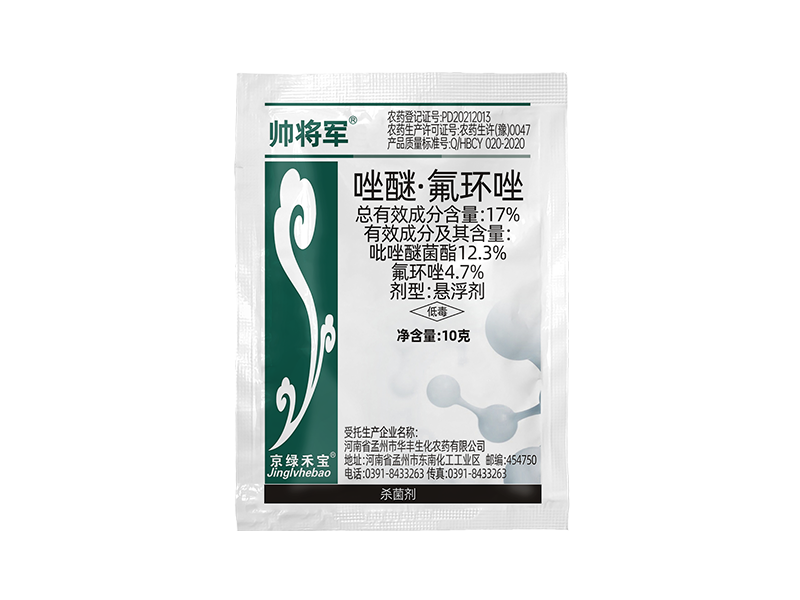 帅将军®
农药登记证号:PD20212013
农药生产许可证号:农药生许(豫)0047
产品质量标准号:Q/HBCY 020-2020
唑醚·氟环唑
总有效成分含量:17%
有效成分及其含量:
吡唑醚菌酯12.3%
氟环唑4.7%
剂型:悬浮剂
低毒
净含量:10克
受托生产企业名称:
河南省孟州市华丰生化农药有限公司
地址:河南省孟州市东南化工工业区 邮编:454750
电话:0391-8433263 传真:0391-8433263
京绿禾宝®
Jinglvhebao
杀菌剂